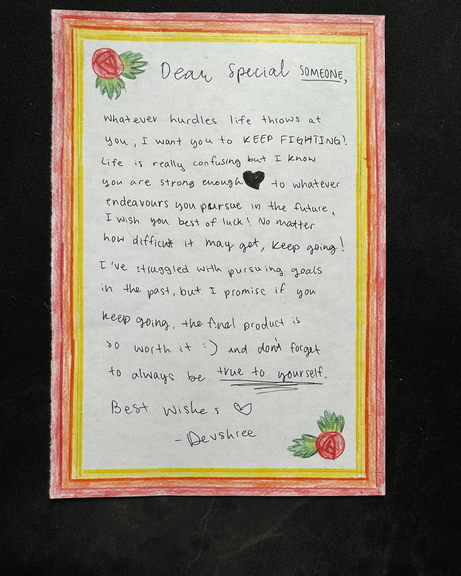 Dear Special SOMEONE,
Whatever hurdles life throws at
you, I want you to KEEP FIGHTING!
Life is really confusing but I know
you are strong enough to whatever
endeavours you pursue in the future,
I wish you best of luck! No matter
how difficult it may get, keep going!
I've struggled with pursuing goals
in the past, but I promise if you
keep going, the final product is
so worth it :) and don't forget
to always be true to yourself.
Best Wishes ♡
- Devshree